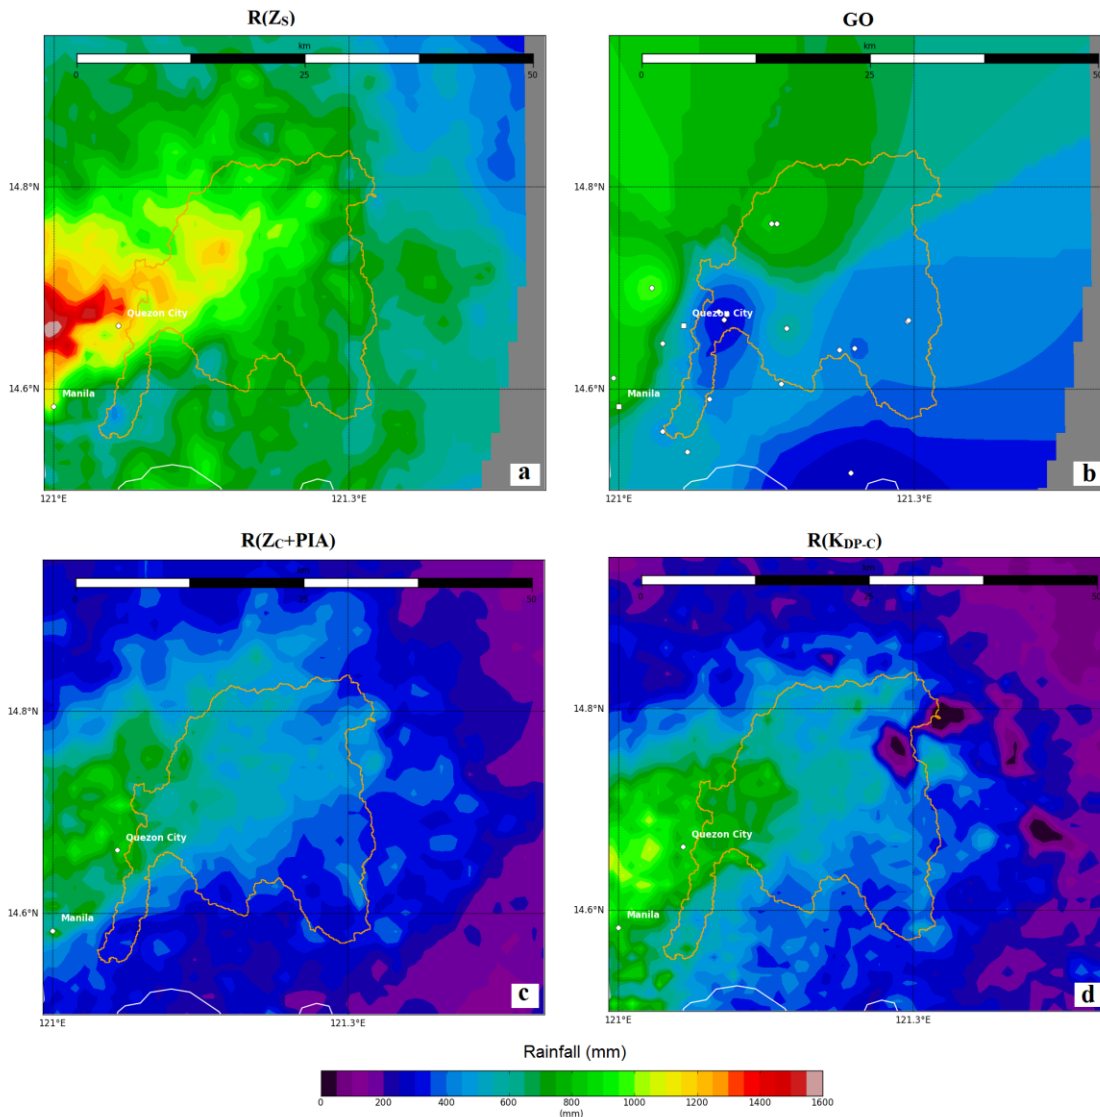 R(ZS)
GO
km
0 25 50
km
0 25 50
14.8°N
14.6°N
Quezon City
Manila
a
121°E 121.3°E
14.8°N
14.6°N
Quezon City
Manila
b
121°E 121.3°E
R(ZC+PIA)
R(KDP-C)
km
0 25 50
0 25
14.8°N
14.6°N
Quezon City
Manila
c
121°E 121.3°E
14.8°N
14.6°N
Quezon City
Manila
d
121°E 121.3°E
Rainfall (mm)
0 200 400 600 800 1000 1200 1400 1600
(mm)